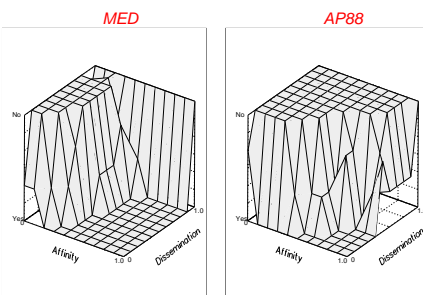 MED
AP88
No
No
Yes
0
Yes
0
1.0
1.0
Affinity
1.0
0
Dissemination
Affinity
1.0
0
Dissemination